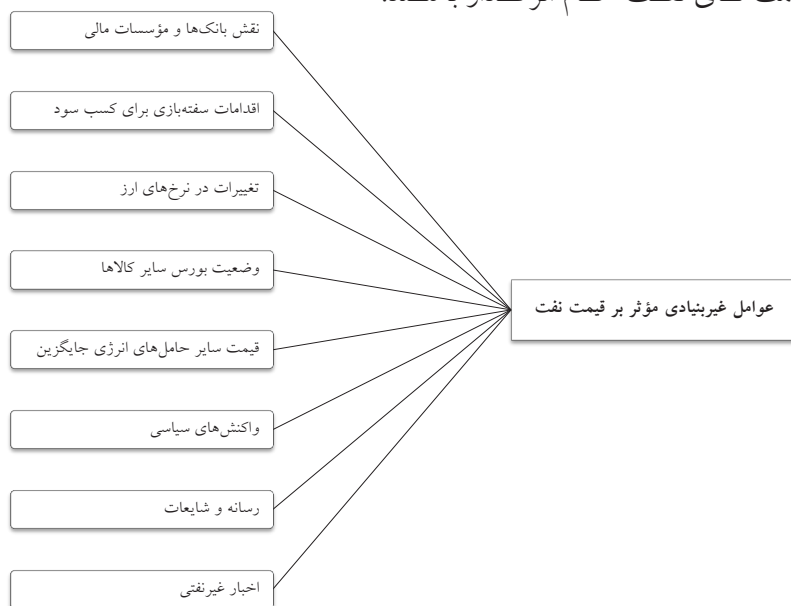 نقش بانک‌ها و مؤسسات مالی
اقدامات سفته‌بازی برای کسب سود
تغییرات در نرخ‌های ارز
وضعیت بورس سایر کالاها
عوامل غیربنیادی مؤثر بر قیمت نفت
قیمت سایر حامل‌های انرژی جایگزین
واکنش‌های سیاسی
رسانه و شایعات
اخبار غیرنفتی